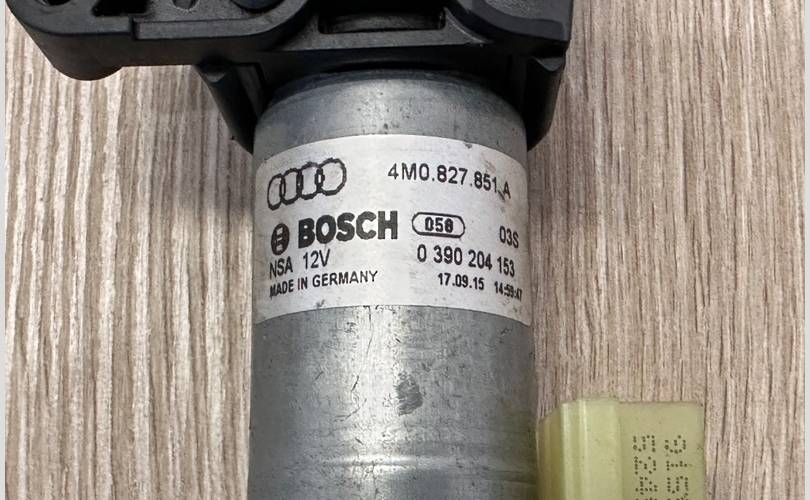 4M0.827.851 A
BOSCH 058 03S
NSA 12V 0 390 204 153
MADE IN GERMANY 17.09.15 14:59:47